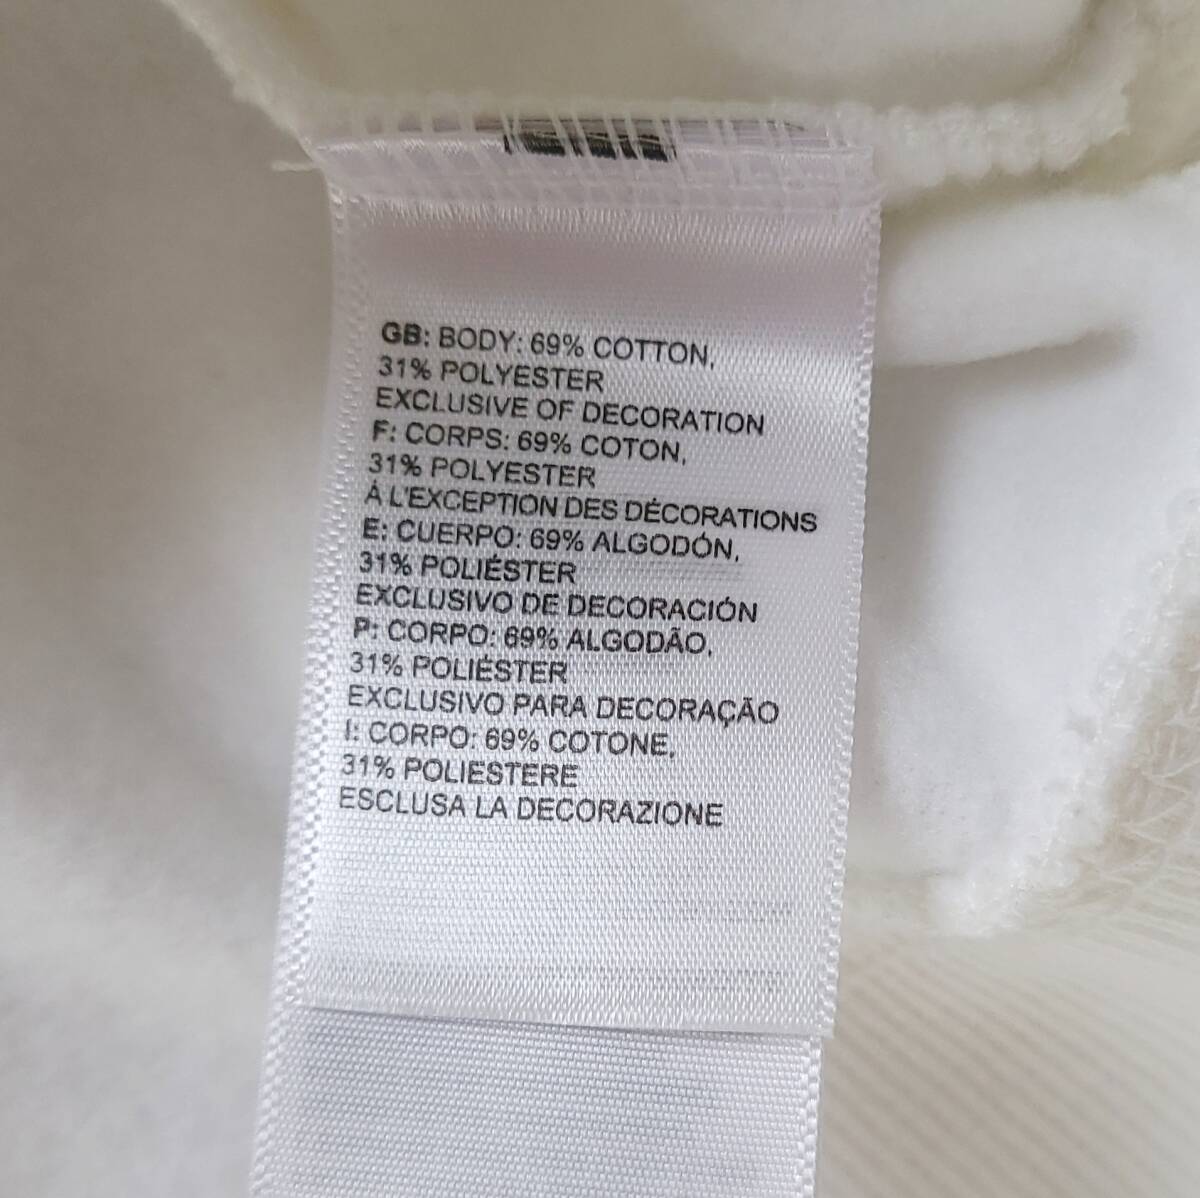 GB: BODY: 69% COTTON,
31% POLYESTER
EXCLUSIVE OF DECORATION
F: CORPS: 69% COTON,
31% POLYESTER
À L'EXCEPTION DES DÉCORATIONS
E: CUERPO: 69% ALGODÓN,
31% POLIÉSTER
EXCLUSIVO DE DECORACIÓN
P: CORPO: 69% ALGODÃO,
31% POLIÉSTER
EXCLUSIVO PARA DECORAÇÃO
I: CORPO: 69% COTONE,
31% POLIESTERE
ESCLUSA LA DECORAZIONE